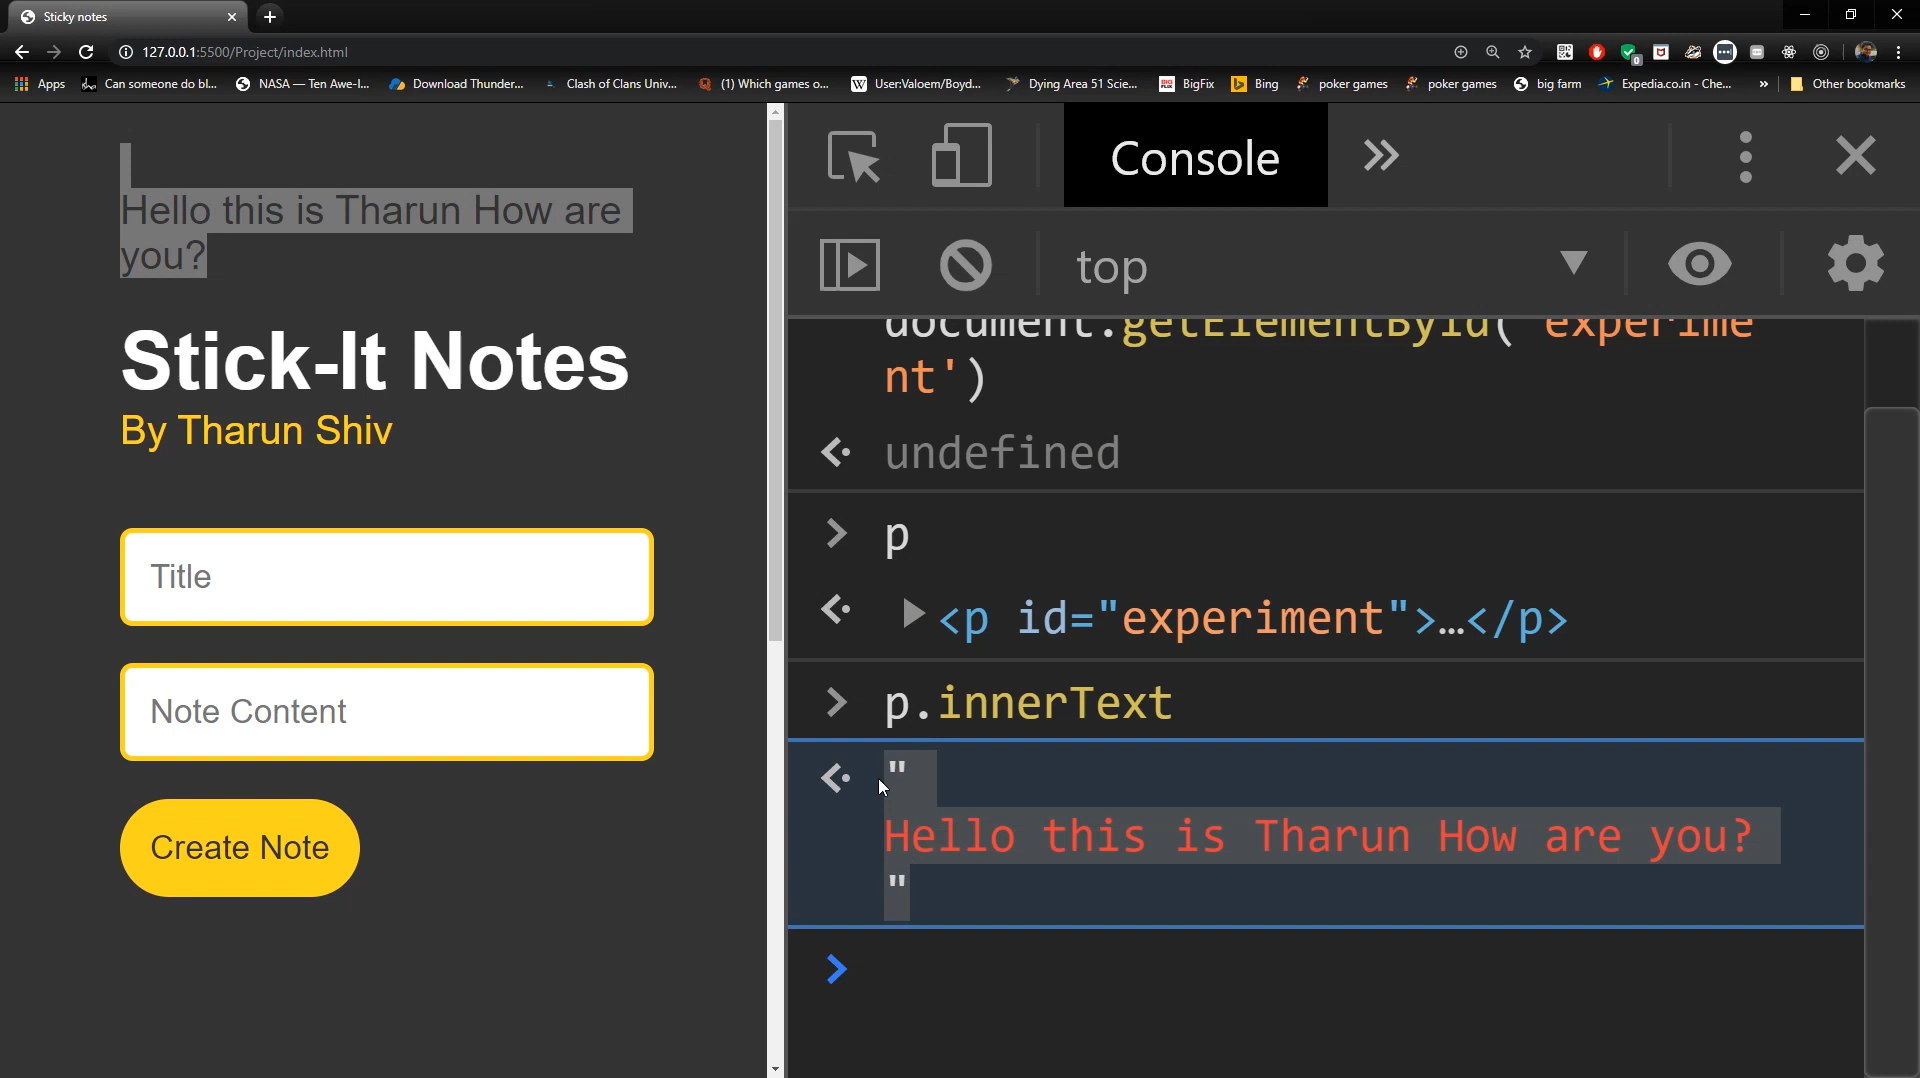 Sticky notes
127.0.0.1:5500/Project/index.html
Apps Can someone do bl... NASA — Ten Awe-I... Download Thunder... Clash of Clans Univ... (1) Which games o... User:Valoem/Boyd... Dying Area 51 Scie... BigFix Bing poker games poker games big farm Expedia.co.in - Che... » Other bookmarks
Hello this is Tharun How are
you?
Stick-It Notes
By Tharun Shiv
Title
Note Content
Create Note
Console
top
document.getElementById('experime
nt')
undefined
p
<p id="experiment">…</p>
p.innerText
"
Hello this is Tharun How are you?
"